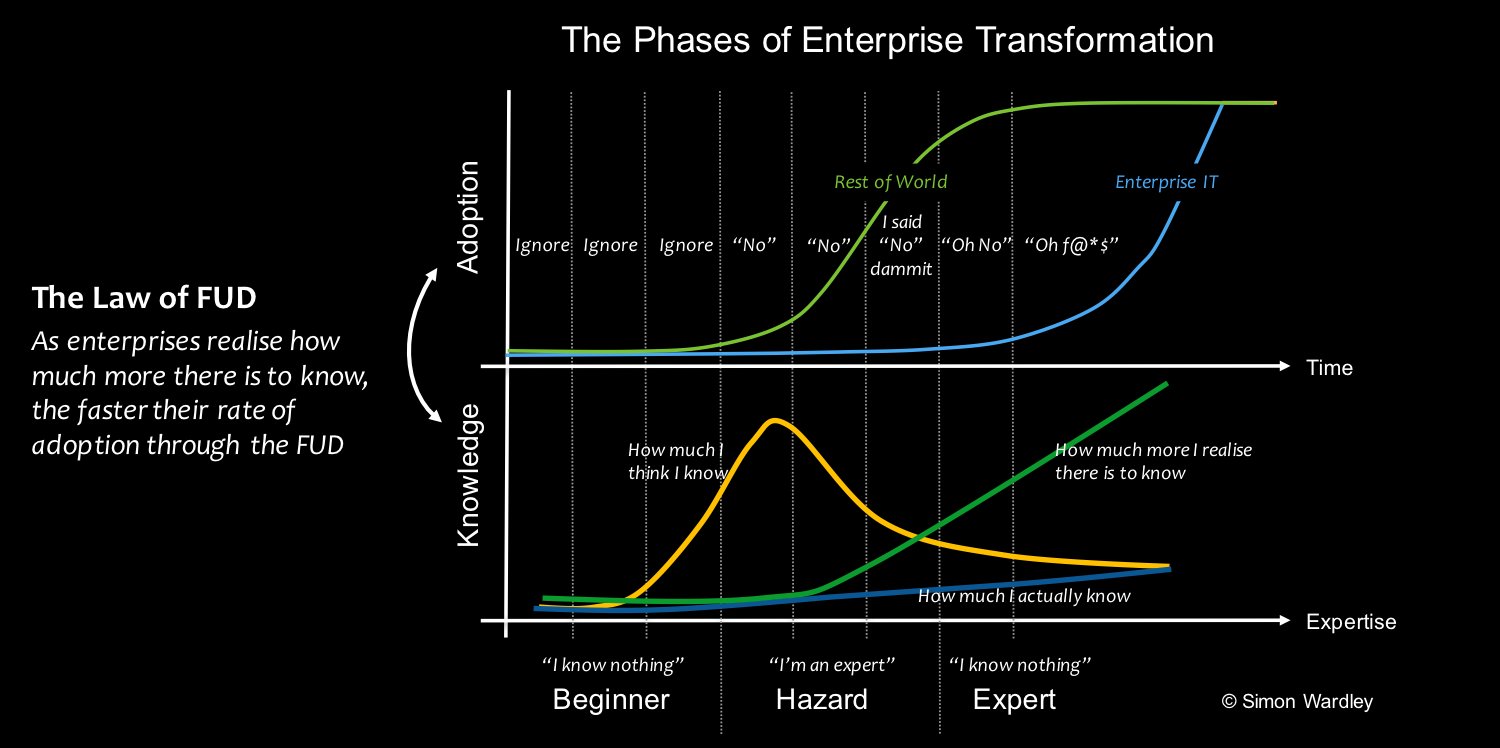 The Phases of Enterprise Transformation
Adoption
Rest of World
Enterprise IT
Ignore
Ignore
Ignore
“No”
“No”
I said
“No”
dammit
“Oh No”
“Oh f@*$”
Time
The Law of FUD
As enterprises realise how
much more there is to know,
the faster their rate of
adoption through the FUD
Knowledge
How much I
think I know
How much more I realise
there is to know
How much I actually know
Expertise
“I know nothing”
“I’m an expert”
“I know nothing”
Beginner
Hazard
Expert
© Simon Wardley